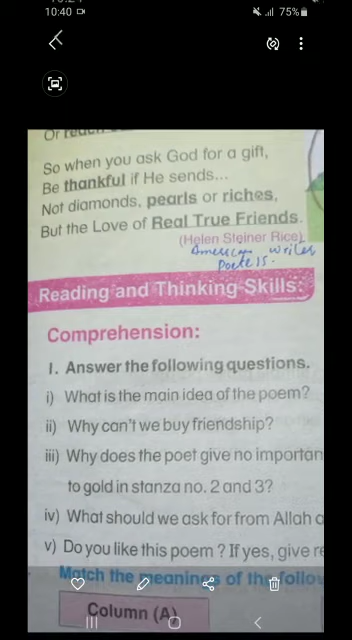 10:40
75%
Or
So when you ask God for a gift,
Be thankful if He sends...
Not diamonds, pearls or riches,
But the Love of Real True Friends.
(Helen Steiner Rice)
American writer
Poetess.
Reading and Thinking Skills:
Comprehension:
1. Answer the following questions.
i) What is the main idea of the poem?
ii) Why can't we buy friendship?
iii) Why does the poet give no importan
to gold in stanza no. 2 and 3?
iv) What should we ask for from Allah a
v) Do you like this poem ? If yes, give re
Match the meanings of the follow
Column (A)